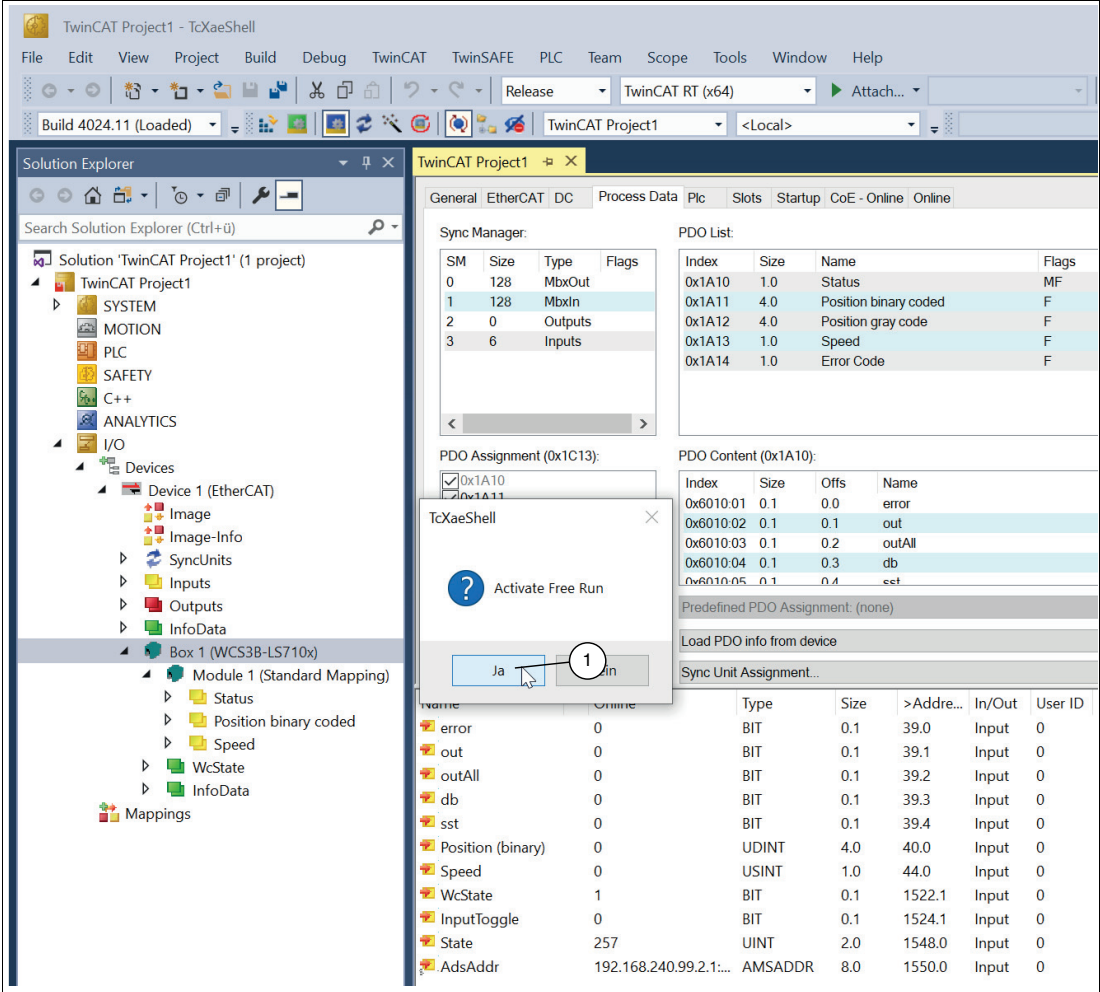 TwinCAT Project1 - TcXaeShell
File Edit View Project Build Debug TwinCAT TwinSAFE PLC Team Scope Tools Window Help
Release TwinCAT RT (x64) Attach...
Build 4024.11 (Loaded) TwinCAT Project1 <Local>
Solution Explorer
Search Solution Explorer (Ctrl+ü)
Solution 'TwinCAT Project1' (1 project)
TwinCAT Project1
SYSTEM
MOTION
PLC
SAFETY
C++
ANALYTICS
I/O
Devices
Device 1 (EtherCAT)
Image
Image-Info
SyncUnits
Inputs
Outputs
InfoData
Box 1 (WCS3B-LS710x)
Module 1 (Standard Mapping)
Status
Position binary coded
Speed
WcState
InfoData
Mappings
TwinCAT Project1
General EtherCAT DC Process Data Plc Slots Startup CoE - Online Online
Sync Manager:
SM Size Type Flags
0 128 MbxOut
1 128 MbxIn
2 0 Outputs
3 6 Inputs
PDO List:
Index Size Name Flags
0x1A10 1.0 Status MF
0x1A11 4.0 Position binary coded F
0x1A12 4.0 Position gray code F
0x1A13 1.0 Speed F
0x1A14 1.0 Error Code F
PDO Assignment (0x1C13):
0x1A10
0x1A11
PDO Content (0x1A10):
Index Size Offs Name
0x6010:01 0.1 0.0 error
0x6010:02 0.1 0.1 out
0x6010:03 0.1 0.2 outAll
0x6010:04 0.1 0.3 db
0x6010:05 0.1 0.4 sst
Predefined PDO Assignment: (none)
Load PDO info from device
Sync Unit Assignment...
TcXaeShell
Activate Free Run
Ja
1
Name Online Type Size >Addre... In/Out User ID
error 0 BIT 0.1 39.0 Input 0
out 0 BIT 0.1 39.1 Input 0
outAll 0 BIT 0.1 39.2 Input 0
db 0 BIT 0.1 39.3 Input 0
sst 0 BIT 0.1 39.4 Input 0
Position (binary) 0 UDINT 4.0 40.0 Input 0
Speed 0 USINT 1.0 44.0 Input 0
WcState 1 BIT 0.1 1522.1 Input 0
InputToggle 0 BIT 0.1 1524.1 Input 0
State 257 UINT 2.0 1548.0 Input 0
AdsAddr 192.168.240.99.2.1:... AMSADDR 8.0 1550.0 Input 0